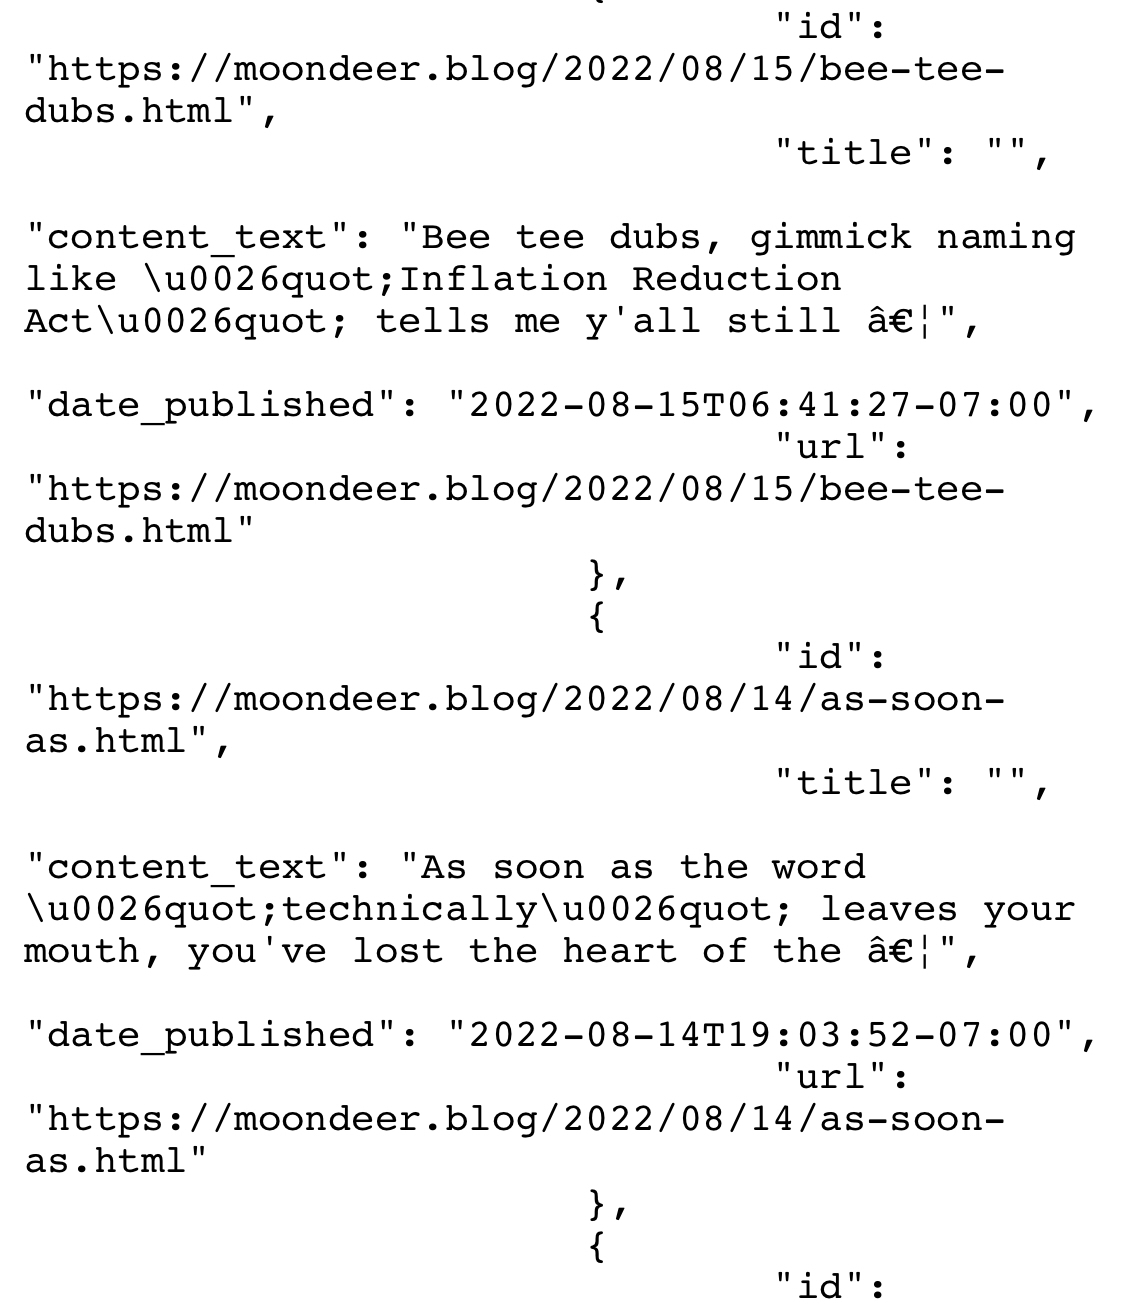 "id":
"https://moondeer.blog/2022/08/15/bee-tee-
dubs.html",
"title": "",
"content_text": "Bee tee dubs, gimmick naming
like \u0026quot;Inflation Reduction
Act\u0026quot; tells me y'all still â€¦",
"date_published": "2022-08-15T06:41:27-07:00",
"url":
"https://moondeer.blog/2022/08/15/bee-tee-
dubs.html"
},
{
"id":
"https://moondeer.blog/2022/08/14/as-soon-
as.html",
"title": "",
"content_text": "As soon as the word
\u0026quot;technically\u0026quot; leaves your
mouth, you've lost the heart of the â€¦",
"date_published": "2022-08-14T19:03:52-07:00",
"url":
"https://moondeer.blog/2022/08/14/as-soon-
as.html"
},
{
"id":